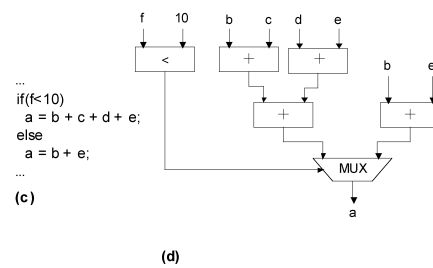 f 10 b c d e
< + +
b e
+ +
...
if(f<10)
a = b + c + d + e;
else
a = b + e;
...
MUX
(c)
a
(d)